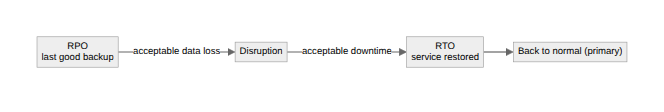 RPO
last good backup
acceptable data loss
Disruption
acceptable downtime
RTO
service restored
Back to normal (primary)